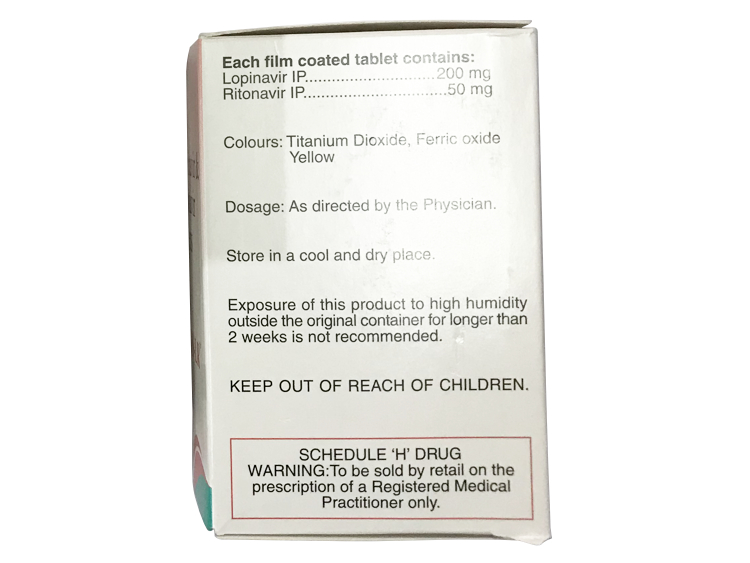 Each film coated tablet contains:
Lopinavir IP............................200 mg
Ritonavir IP..............................50 mg
Colours: Titanium Dioxide, Ferric oxide
Yellow
Dosage: As directed by the Physician.
Store in a cool and dry place.
Exposure of this product to high humidity
outside the original container for longer than
2 weeks is not recommended.
KEEP OUT OF REACH OF CHILDREN.
SCHEDULE ‘H’ DRUG
WARNING:To be sold by retail on the
prescription of a Registered Medical
Practitioner only.